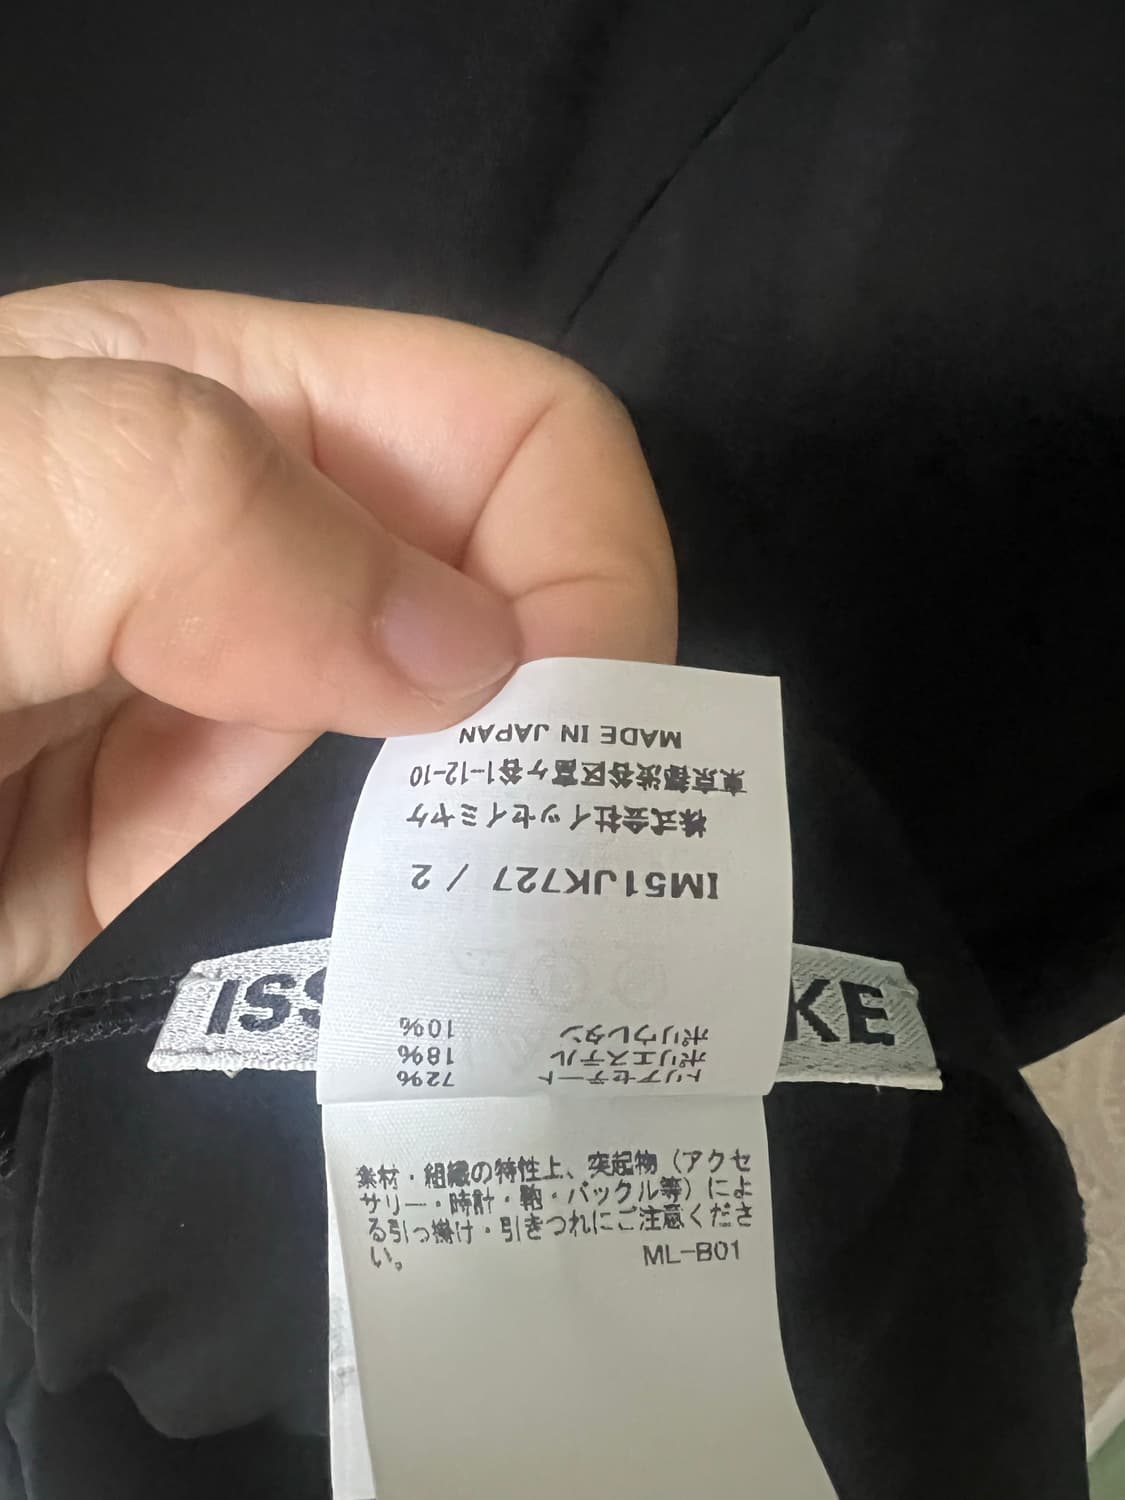 トリアセテート 72%
ポリエステル 18%
ポリウレタン 10%
IM51JK727 / 2
株式会社イッセイミヤケ
東京都渋谷区富ヶ谷1-12-10
MADE IN JAPAN
ISS
KE
素材・組織の特性上、突起物（アクセ
サリー・時計・鞄・バックル等）によ
る引っ掛け・引きつれにご注意くださ
い。
ML-B01